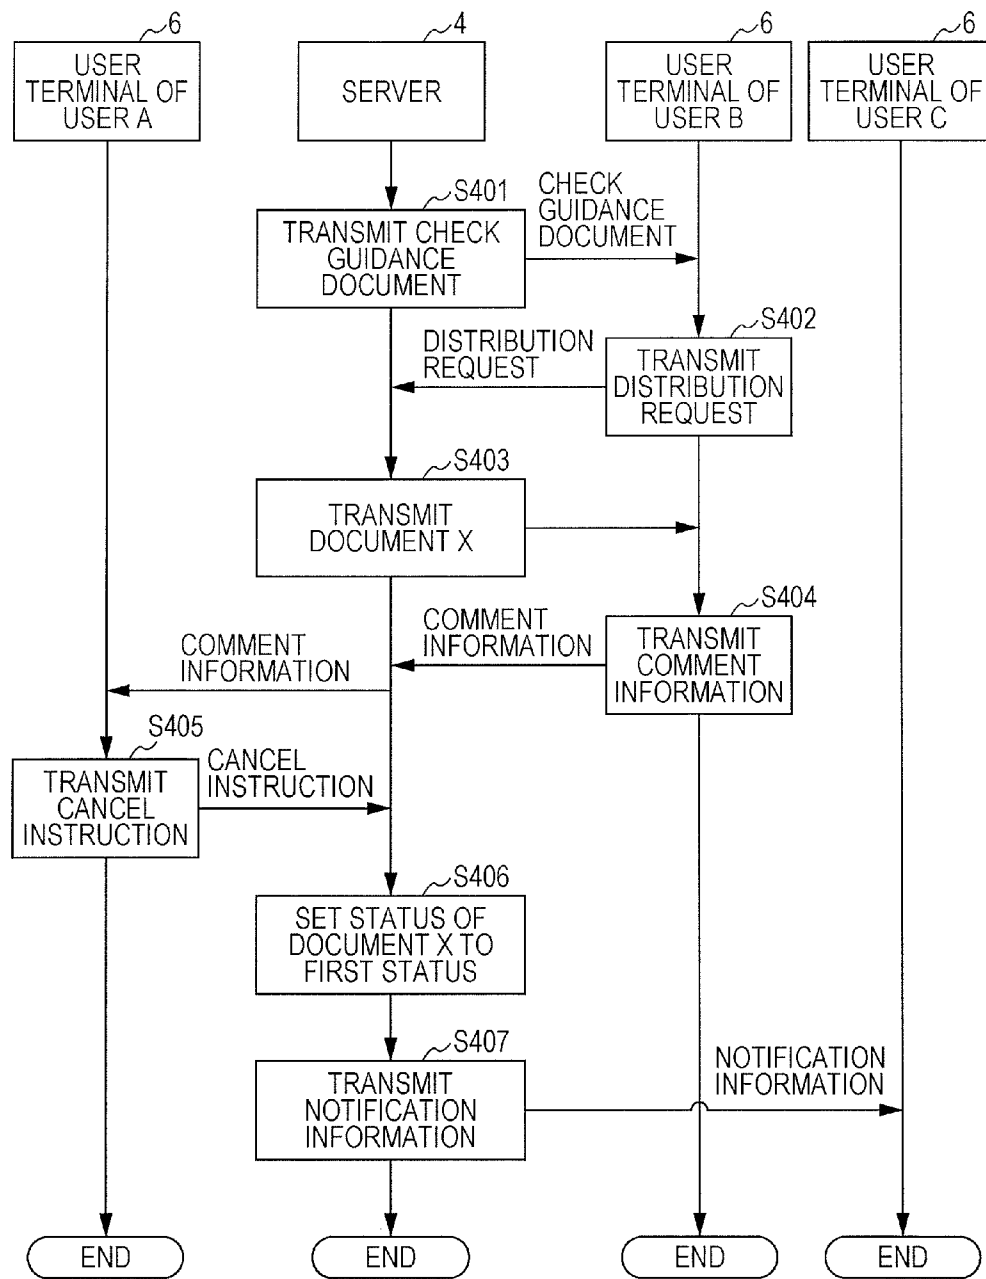 6
USER
TERMINAL OF
USER A
4
SERVER
6
USER
TERMINAL OF
USER B
6
USER
TERMINAL OF
USER C
S401
TRANSMIT CHECK
GUIDANCE
DOCUMENT
CHECK
GUIDANCE
DOCUMENT
S402
TRANSMIT
DISTRIBUTION
REQUEST
DISTRIBUTION
REQUEST
S403
TRANSMIT
DOCUMENT X
S404
TRANSMIT
COMMENT
INFORMATION
COMMENT
INFORMATION
COMMENT
INFORMATION
S405
TRANSMIT
CANCEL
INSTRUCTION
CANCEL
INSTRUCTION
S406
SET STATUS OF
DOCUMENT X TO
FIRST STATUS
S407
TRANSMIT
NOTIFICATION
INFORMATION
NOTIFICATION
INFORMATION
END
END
END
END